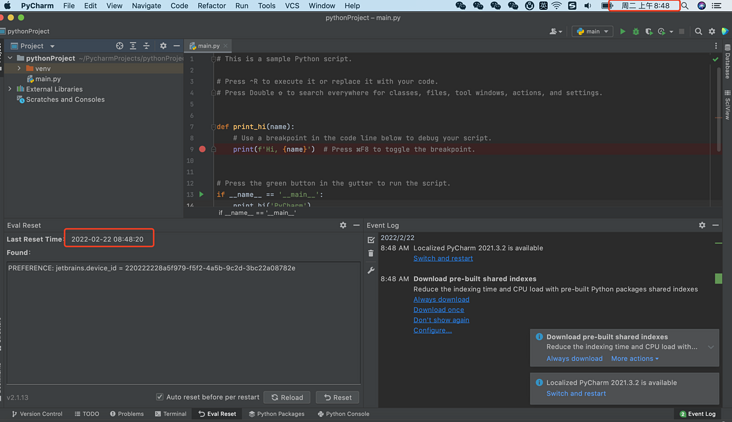 PyCharm File Edit View Navigate Code Refactor Run Tools VCS Window Help 周二 上午8:48
pythonProject – main.py
pythonProject main
Project main.py
pythonProject ~/PycharmProjects/pythonProject
venv
main.py
External Libraries
Scratches and Consoles
1 # This is a sample Python script.
2
3 # Press ⌃R to execute it or replace it with your code.
4 # Press Double ⇧ to search everywhere for classes, files, tool windows, actions, and settings.
5
6
7 def print_hi(name):
8 # Use a breakpoint in the code line below to debug your script.
9 print(f'Hi, {name}') # Press ⌘F8 to toggle the breakpoint.
10
11
12 # Press the green button in the gutter to run the script.
13 if __name__ == '__main__':
14 print_hi('PyCharm')
if __name__ == '__main__'
Database
SciView
Eval Reset
Last Reset Time: 2022-02-22 08:48:20
Found:
PREFERENCE: jetbrains.device_id = 220222228a5f979-f5f2-4a5b-9c2d-3bc22a08782e
v2.1.13
Auto reset before per restart Reload Reset
Event Log
2022/2/22
8:48 AM Localized PyCharm 2021.3.2 is available
Switch and restart
8:48 AM Download pre-built shared indexes
Reduce the indexing time and CPU load with pre-built Python packages shared indexes
Always download
Download once
Don't show again
Configure...
Download pre-built shared indexes
Reduce the indexing time and CPU load with...
Always download More actions
Localized PyCharm 2021.3.2 is available
Switch and restart
Version Control TODO Problems Terminal Eval Reset Python Packages Python Console 2 Event Log